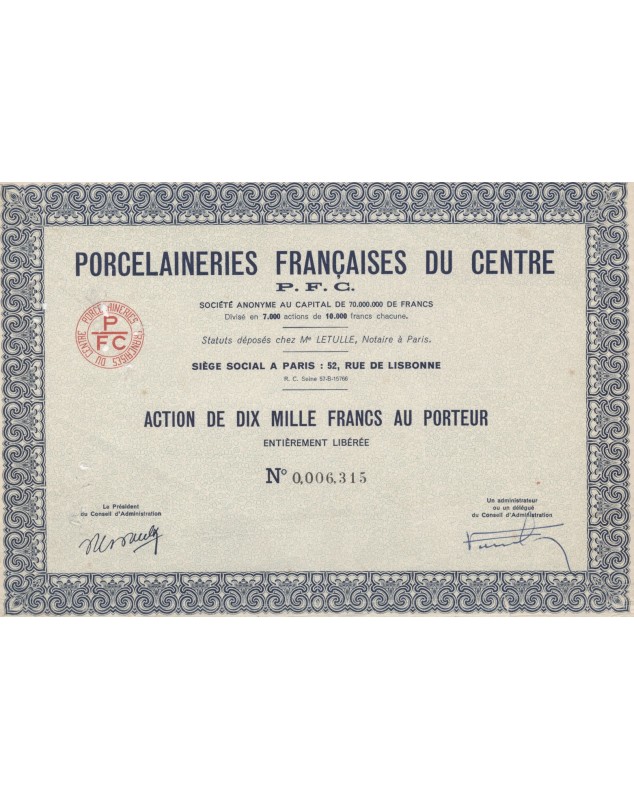 PORCELAINERIES FRANÇAISES DU CENTRE
P. F. C.
SOCIÉTÉ ANONYME AU CAPITAL DE 70.000.000 DE FRANCS
Divisé en 7.000 actions de 10.000 francs chacune.
PORCELAINERIES FRANÇAISES DU CENTRE
P
FC
Statuts déposés chez Me LETULLE, Notaire à Paris.
SIÈGE SOCIAL A PARIS : 52, RUE DE LISBONNE
R. C. Seine 57-B-15766
ACTION DE DIX MILLE FRANCS AU PORTEUR
ENTIÈREMENT LIBÉRÉE
No 0,006.315
Le Président
du Conseil d'Administration
Un administrateur
ou un délégué
du Conseil d'Administration